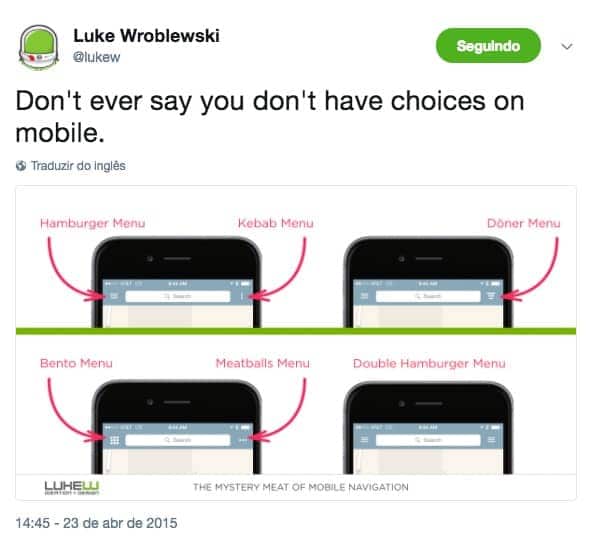 Luke Wroblewski
@lukew
Seguindo
Don't ever say you don't have choices on
mobile.
Traduzir do inglês
Hamburger Menu
Kebab Menu
Döner Menu
Search
Search
Bento Menu
Meatballs Menu
Double Hamburger Menu
Search
Search
LUKEW
IDEATION + DESIGN
THE MYSTERY MEAT OF MOBILE NAVIGATION
14:45 - 23 de abr de 2015